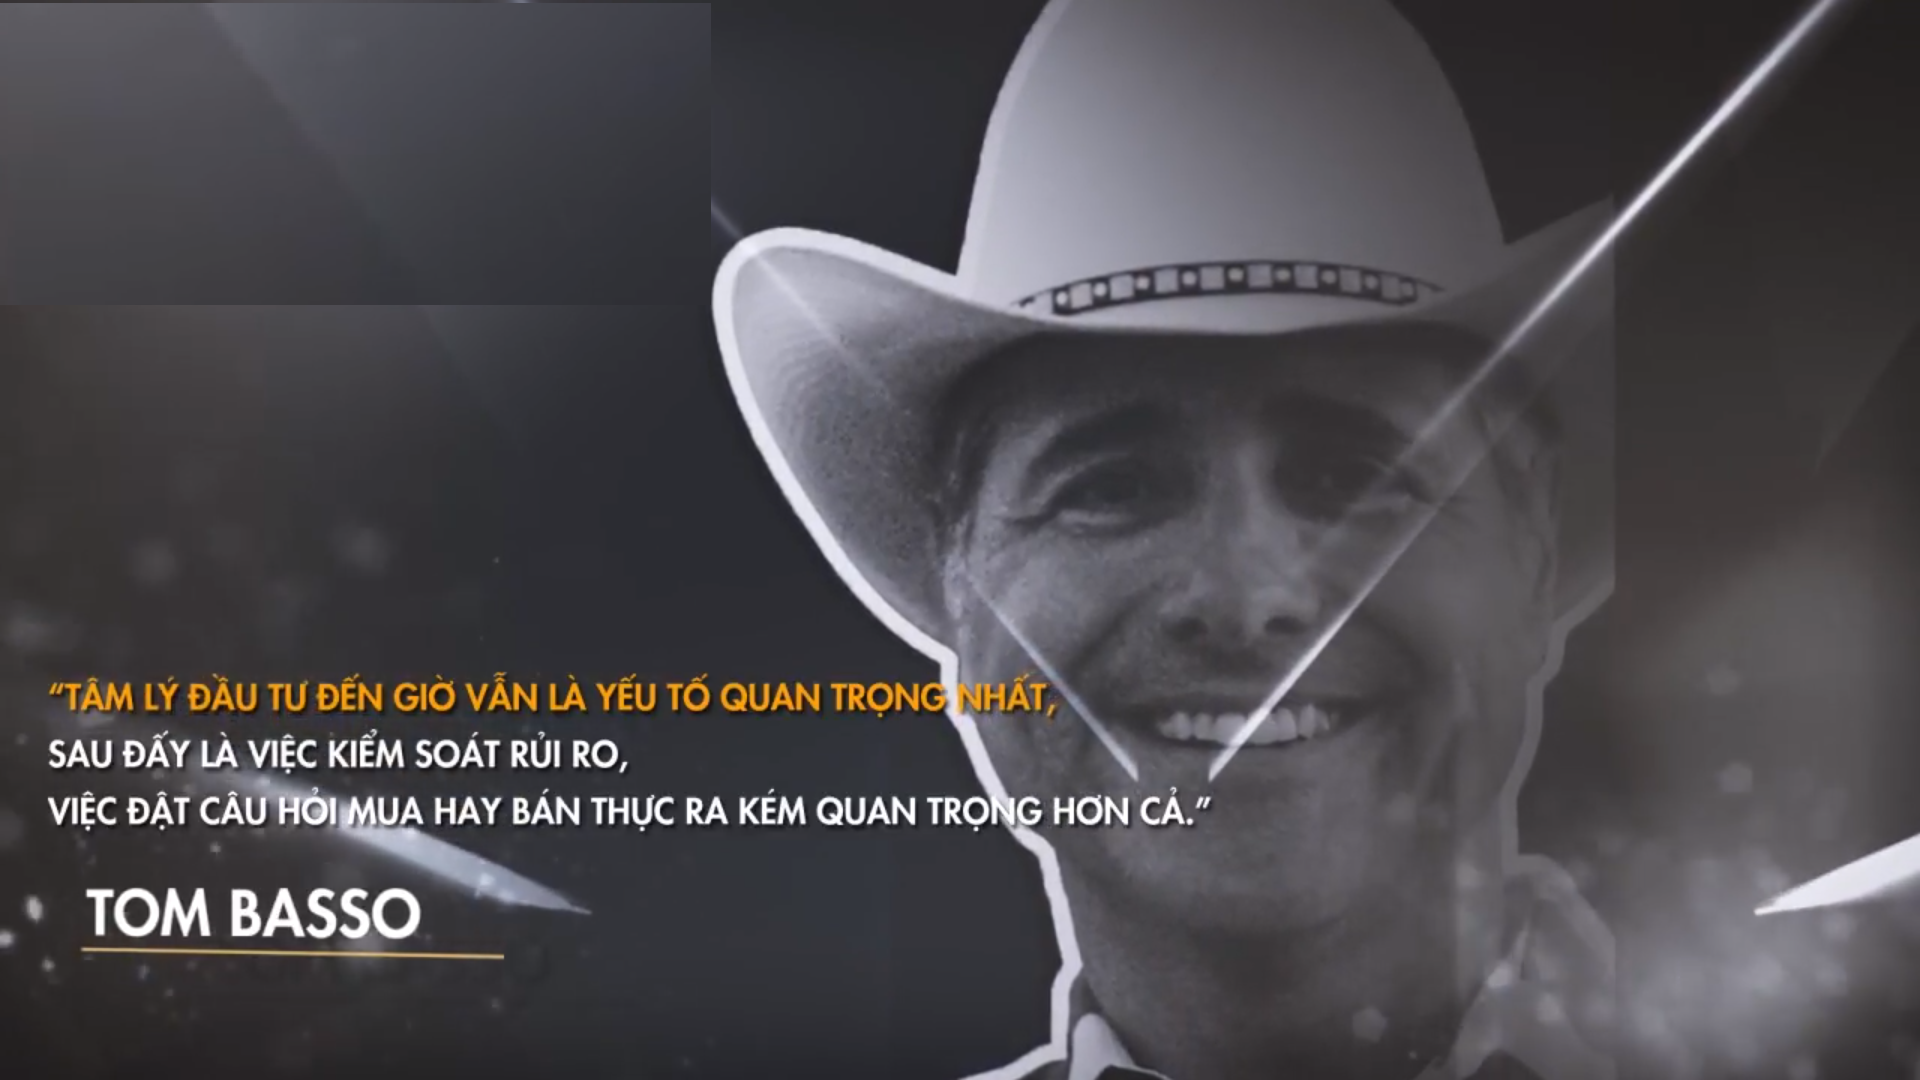 “TÂM LÝ ĐẦU TƯ ĐẾN GIỜ VẪN LÀ YẾU TỐ QUAN TRỌNG NHẤT,
SAU ĐẤY LÀ VIỆC KIỂM SOÁT RỦI RO,
VIỆC ĐẶT CÂU HỎI MUA HAY BÁN THỰC RA KÉM QUAN TRỌNG HƠN CẢ.”
TOM BASSO